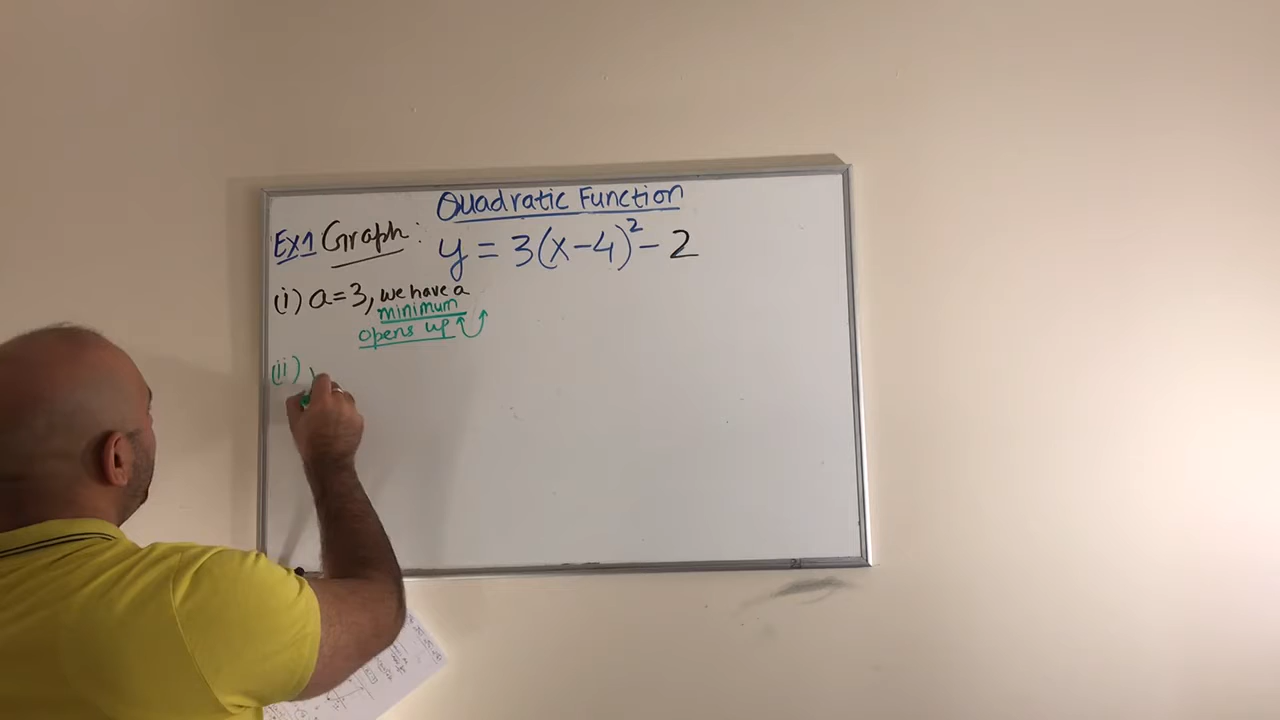 Quadratic Function
Ex1 Graph: y = 3(x-4)² - 2
(i) a=3, we have a
minimum
opens up
(ii)